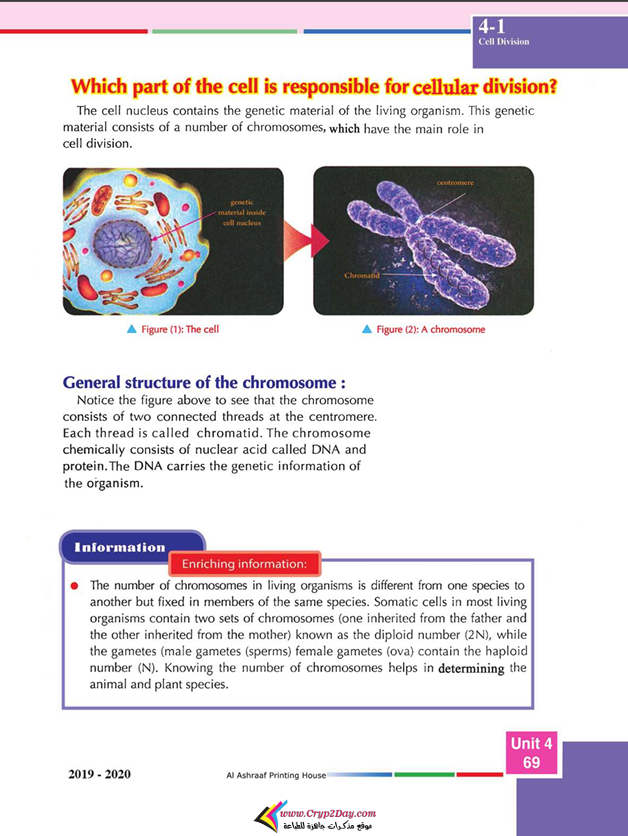 4-1
Cell Division
Which part of the cell is responsible for cellular division?
The cell nucleus contains the genetic material of the living organism. This genetic
material consists of a number of chromosomes, which have the main role in
cell division.
genetic
material inside
cell nucleus
centromere
Chromatid
Figure (1): The cell
Figure (2): A chromosome
General structure of the chromosome :
Notice the figure above to see that the chromosome
consists of two connected threads at the centromere.
Each thread is called chromatid. The chromosome
chemically consists of nuclear acid called DNA and
protein. The DNA carries the genetic information of
the organism.
Information
Enriching information:
The number of chromosomes in living organisms is different from one species to
another but fixed in members of the same species. Somatic cells in most living
organisms contain two sets of chromosomes (one inherited from the father and
the other inherited from the mother) known as the diploid number (2N), while
the gametes (male gametes (sperms) female gametes (ova) contain the haploid
number (N). Knowing the number of chromosomes helps in determining the
animal and plant species.
Unit 4
69
2019 - 2020
Al Ashraaf Printing House
www.Cryp2Day.com
موقع مذكرات جاهزة للطباعة